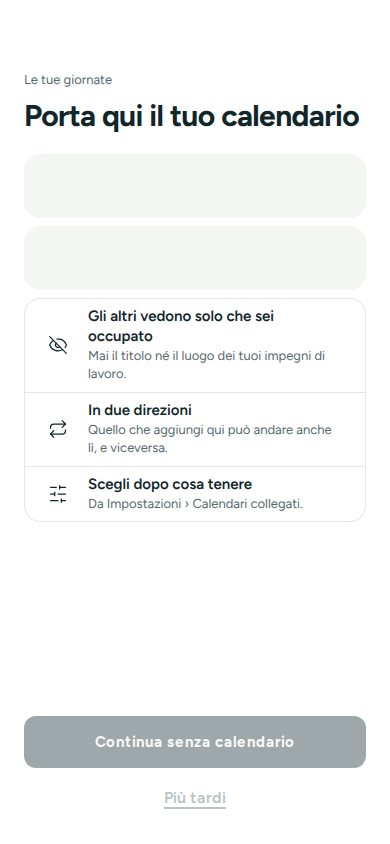 Le tue giornate
Porta qui il tuo calendario
Gli altri vedono solo che sei
occupato
Mai il titolo né il luogo dei tuoi impegni di
lavoro.
In due direzioni
Quello che aggiungi qui può andare anche
lì, e viceversa.
Scegli dopo cosa tenere
Da Impostazioni › Calendari collegati.
Continua senza calendario
Più tardi